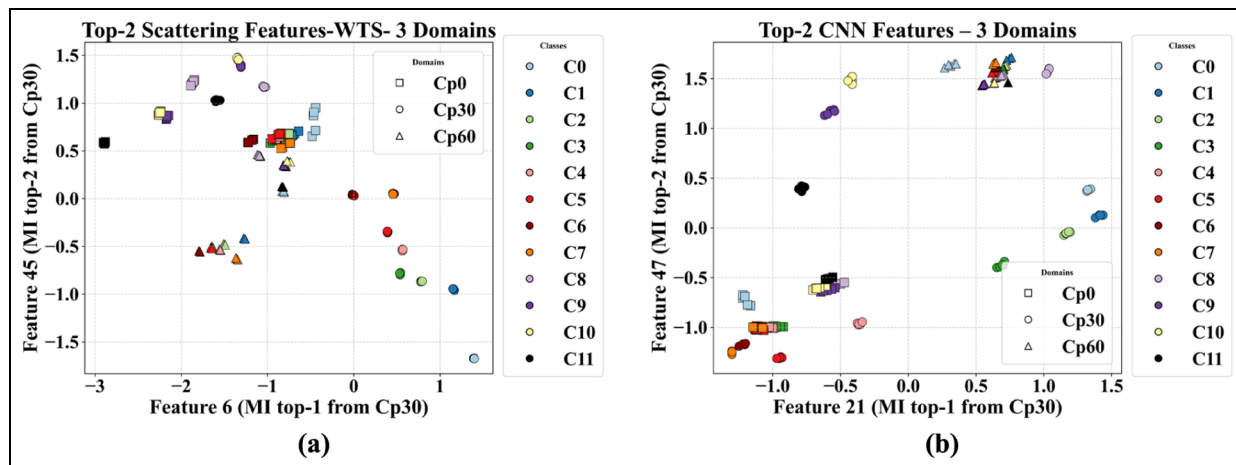 Top-2 Scattering Features-WTS- 3 Domains
Feature 45 (MI top-2 from Cp30)
1.5
1.0
0.5
0.0
−0.5
−1.0
−1.5
−3
−2
−1
0
1
Feature 6 (MI top-1 from Cp30)
Domains
Cp0
Cp30
Cp60
Classes
C0
C1
C2
C3
C4
C5
C6
C7
C8
C9
C10
C11
(a)
Top-2 CNN Features – 3 Domains
Feature 47 (MI top-2 from Cp30)
1.5
1.0
0.5
0.0
−0.5
−1.0
−1.0
−0.5
0.0
0.5
1.0
1.5
Feature 21 (MI top-1 from Cp30)
Domains
Cp0
Cp30
Cp60
Classes
C0
C1
C2
C3
C4
C5
C6
C7
C8
C9
C10
C11
(b)